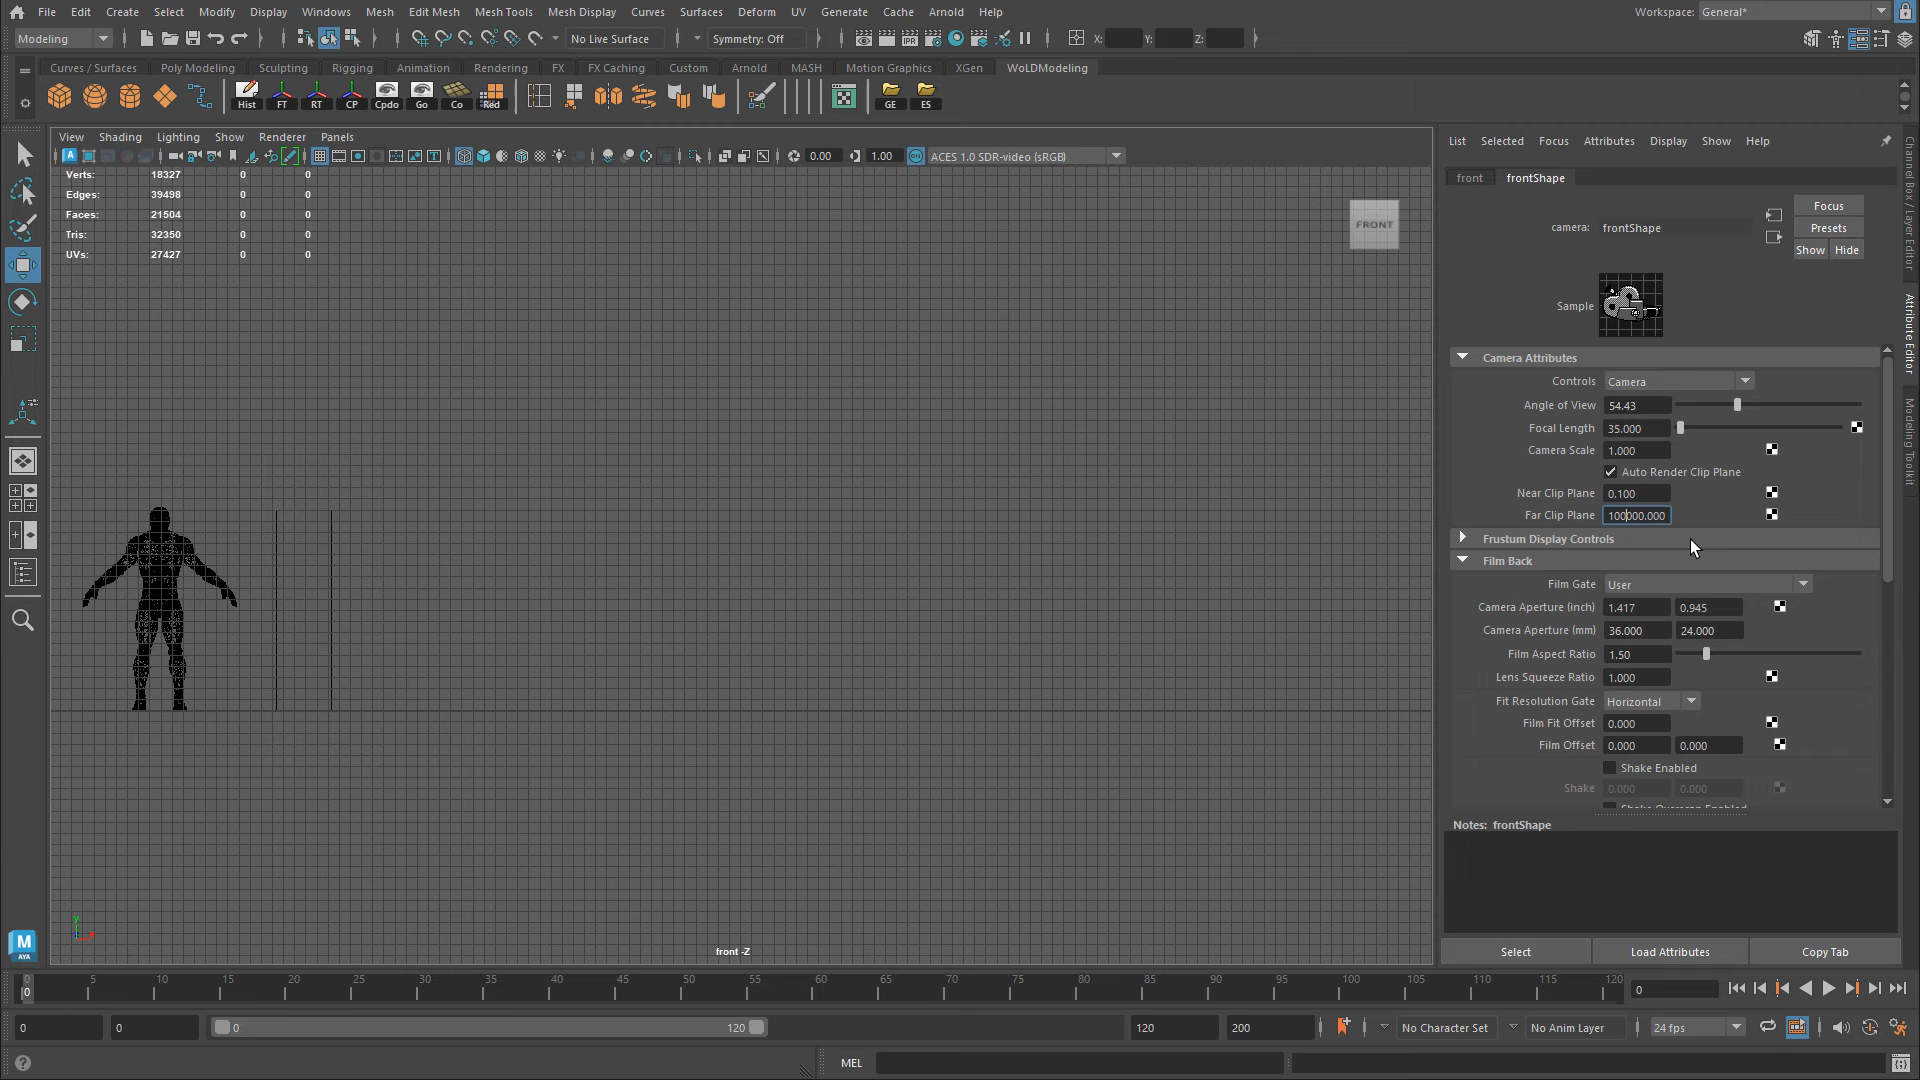 File Edit Create Select Modify Display Windows Mesh Edit Mesh Mesh Tools Mesh Display Curves Surfaces Deform UV Generate Cache Arnold Help Workspace: General*
Modeling No Live Surface Symmetry: Off IPR X: Y: Z:
Curves / Surfaces Poly Modeling Sculpting Rigging Animation Rendering FX FX Caching Custom Arnold MASH Motion Graphics XGen WoLDModeling
Hist FT RT CP Cpdo Go Co Red GE ES
View Shading Lighting Show Renderer Panels
0.00 1.00 ON ACES 1.0 SDR-video (sRGB)
Verts: 18327 0 0
Edges: 39498 0 0
Faces: 21504 0 0
Tris: 32350 0 0
UVs: 27427 0 0
FRONT
y
front -Z
List Selected Focus Attributes Display Show Help
front frontShape
Focus
camera: frontShape Presets
Show Hide
Sample
Camera Attributes
Controls Camera
Angle of View 54.43
Focal Length 35.000
Camera Scale 1.000
Auto Render Clip Plane
Near Clip Plane 0.100
Far Clip Plane 100000.000
Frustum Display Controls
Film Back
Film Gate User
Camera Aperture (inch) 1.417 0.945
Camera Aperture (mm) 36.000 24.000
Film Aspect Ratio 1.50
Lens Squeeze Ratio 1.000
Fit Resolution Gate Horizontal
Film Fit Offset 0.000
Film Offset 0.000 0.000
Shake Enabled
Shake 0.000 0.000
Shake Overscan Enabled
Notes: frontShape
Select Load Attributes Copy Tab
Channel Box / Layer Editor
Attribute Editor
Modeling Toolkit
M
AYA
0 5 10 15 20 25 30 35 40 45 50 55 60 65 70 75 80 85 90 95 100 105 110 115 120
0 0
0 0 0 120 120 200 No Character Set No Anim Layer 24 fps
MEL